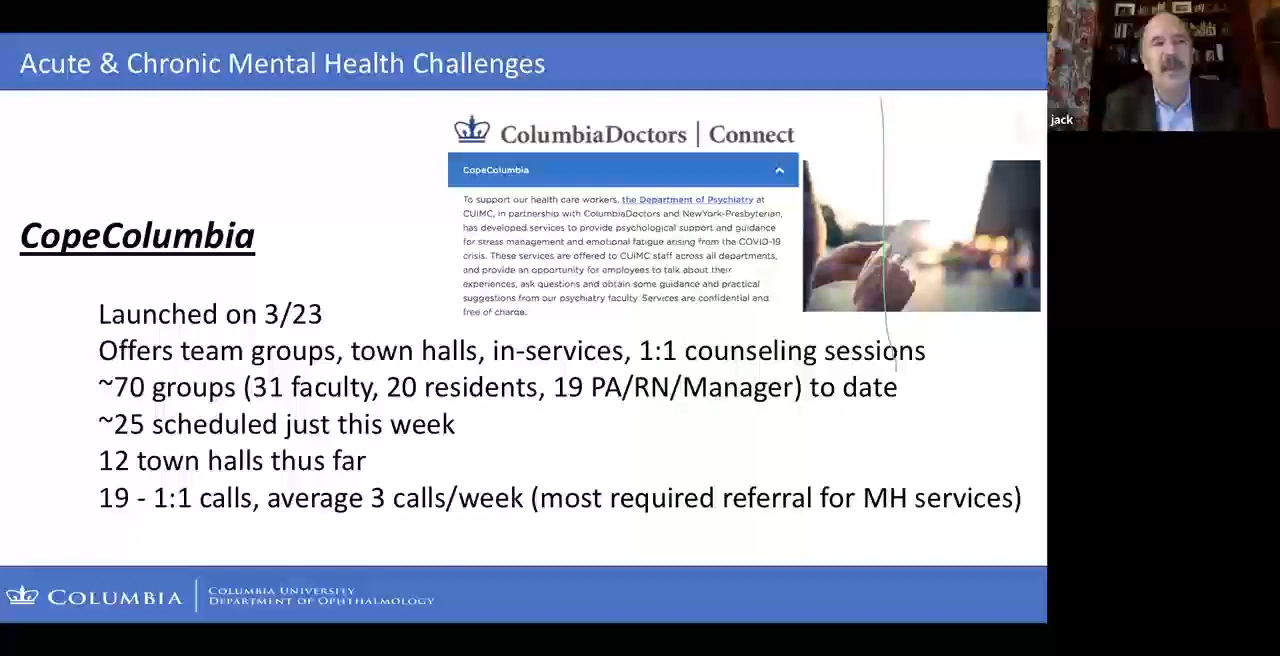 Acute & Chronic Mental Health Challenges
jack
ColumbiaDoctors | Connect
CopeColumbia
To support our health care workers, the Department of Psychiatry at
CUIMC, in partnership with ColumbiaDoctors and NewYork-Presbyterian,
has developed services to provide psychological support and guidance
for stress management and emotional fatigue arising from the COVID-19
crisis. These services are offered to CUIMC staff across all departments,
and provide an opportunity for employees to talk about their
experiences, ask questions and obtain some guidance and practical
suggestions from our psychiatry faculty. Services are confidential and
free of charge.
CopeColumbia
Launched on 3/23
Offers team groups, town halls, in-services, 1:1 counseling sessions
~70 groups (31 faculty, 20 residents, 19 PA/RN/Manager) to date
~25 scheduled just this week
12 town halls thus far
19 - 1:1 calls, average 3 calls/week (most required referral for MH services)
COLUMBIA
COLUMBIA UNIVERSITY
DEPARTMENT OF OPHTHALMOLOGY